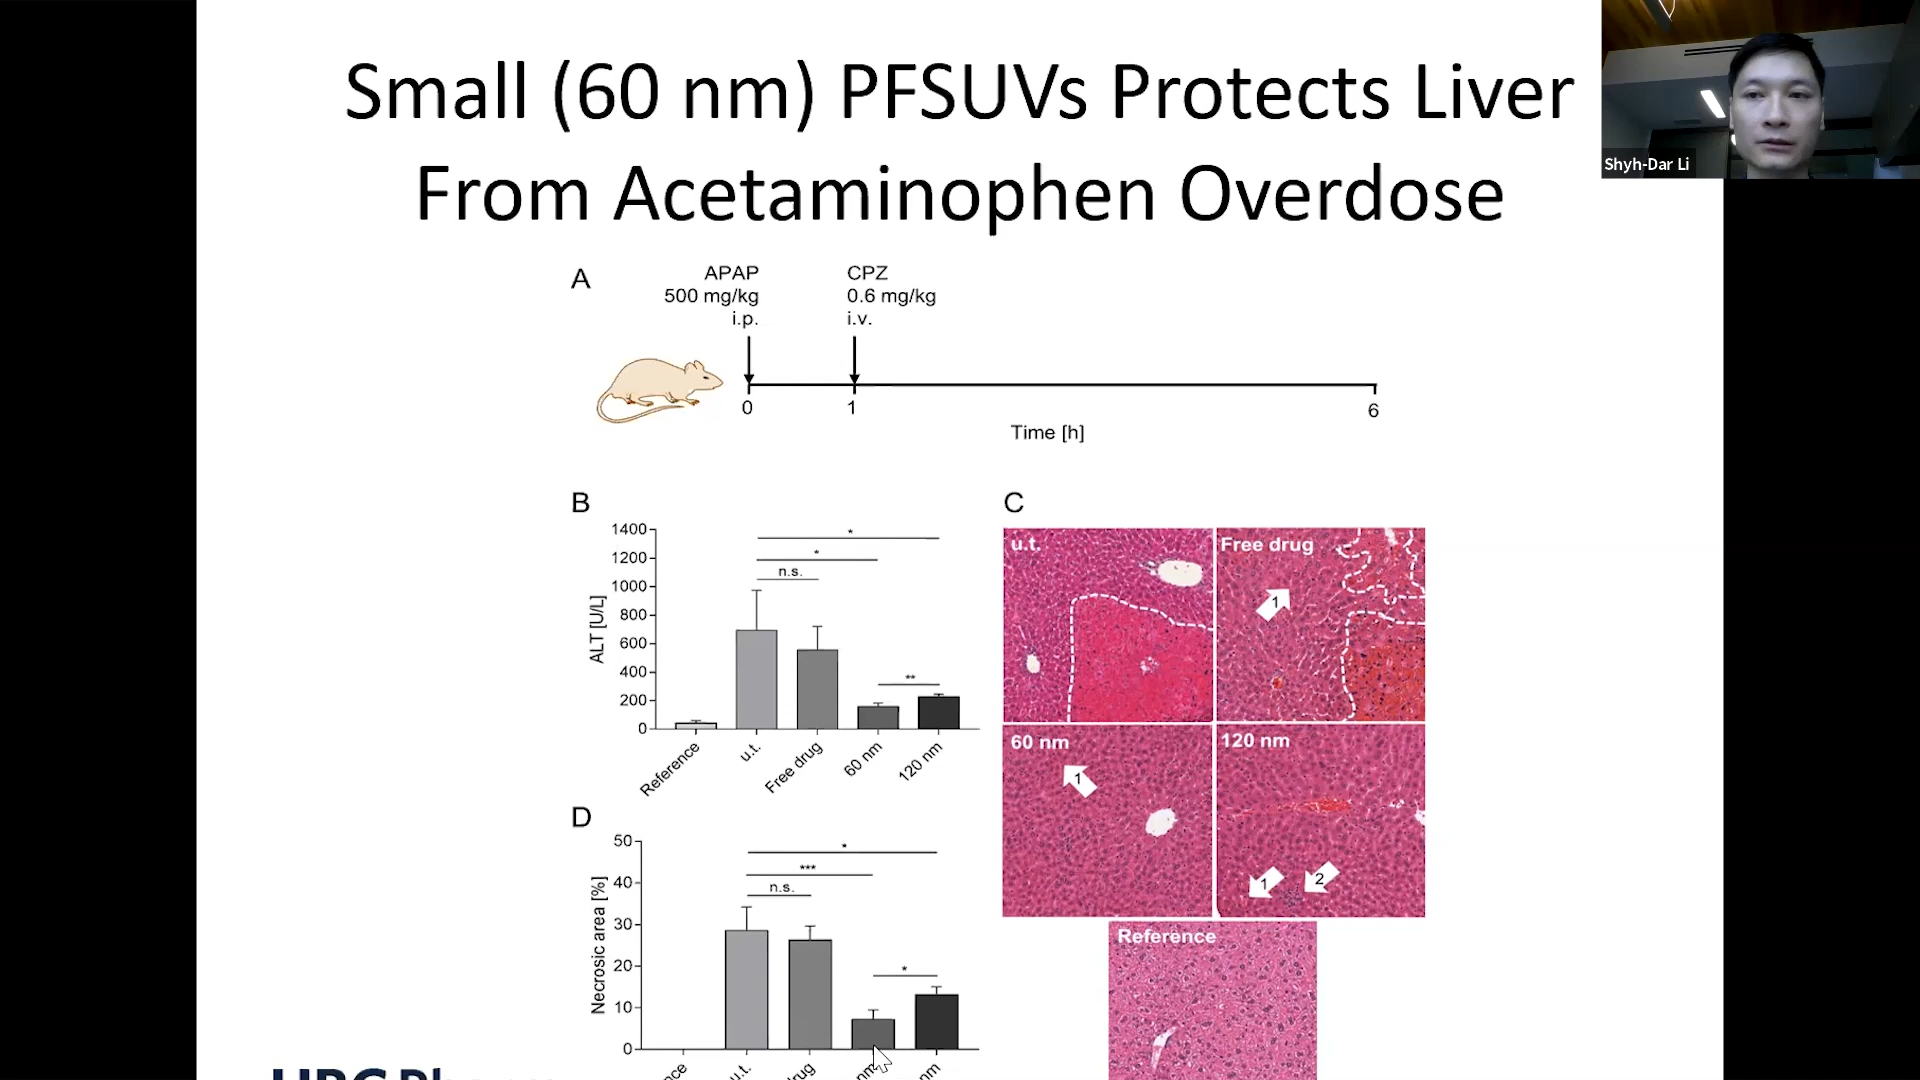 Small (60 nm) PFSUVs Protects Liver
From Acetaminophen Overdose
Shyh-Dar Li
A
APAP
500 mg/kg
i.p.
CPZ
0.6 mg/kg
i.v.
0
1
6
Time [h]
B
1400
1200
1000
800
600
400
200
0
ALT [U/L]
*
*
n.s.
**
Reference
u.t.
Free drug
60 nm
120 nm
C
u.t.
Free drug
1
60 nm
1
120 nm
1
2
Reference
D
50
40
30
20
10
0
Necrosic area [%]
*
***
n.s.
*
u.t.
nm
nm